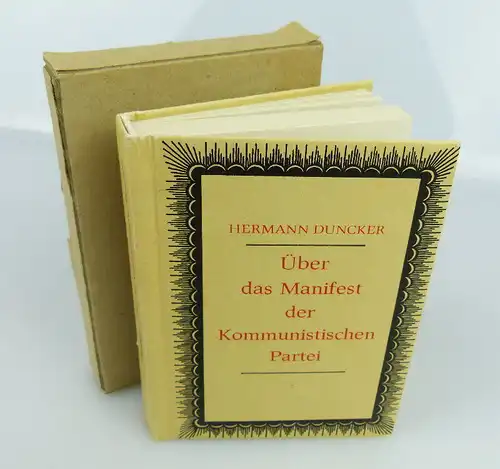 HERMANN DUNCKER
Über
das Manifest
der
Kommunistischen
Partei